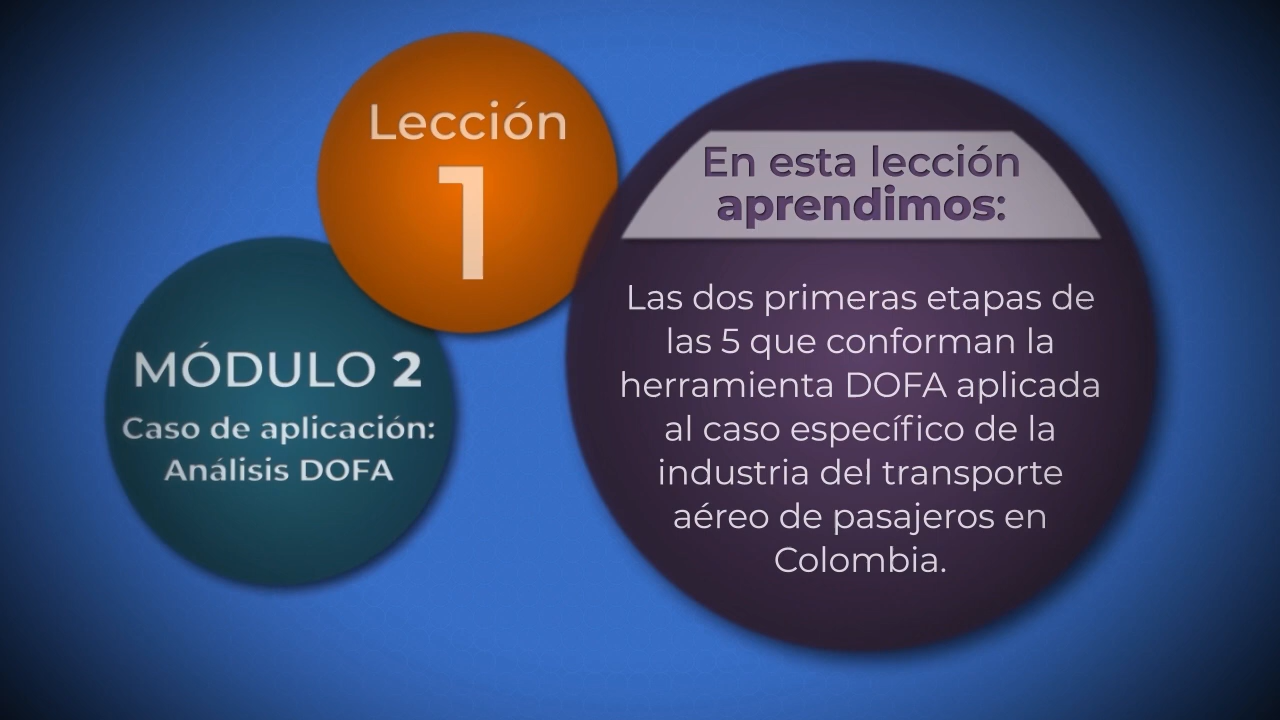 Lección
1
MÓDULO 2
Caso de aplicación:
Análisis DOFA
En esta lección
aprendimos:
Las dos primeras etapas de
las 5 que conforman la
herramienta DOFA aplicada
al caso específico de la
industria del transporte
aéreo de pasajeros en
Colombia.